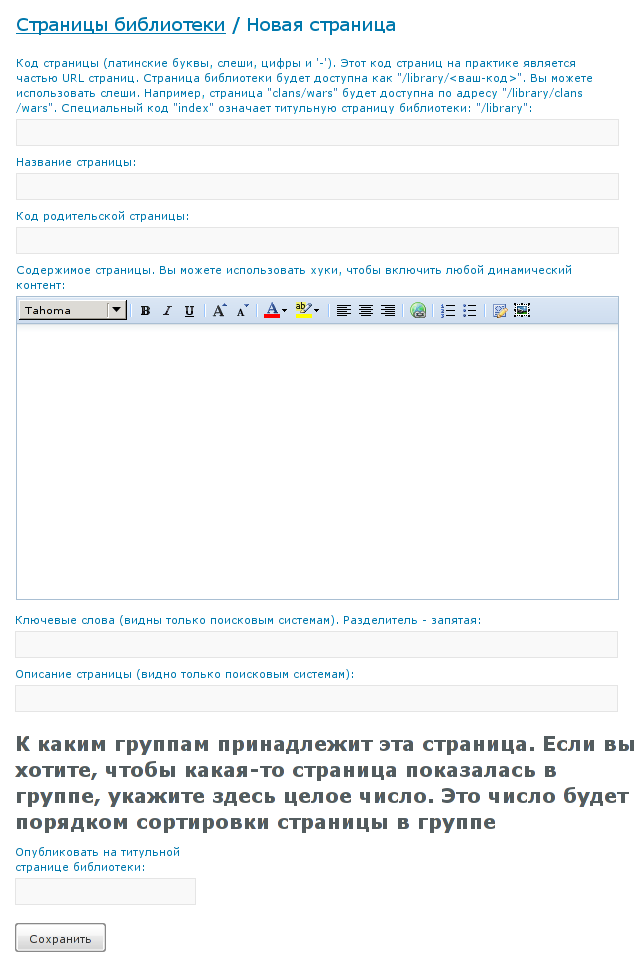 Страницы библиотеки / Новая страница
Код страницы (латинские буквы, слеши, цифры и '-'). Этот код страниц на практике является
частью URL страниц. Страница библиотеки будет доступна как "/library/<ваш-код>". Вы можете
использовать слеши. Например, страница "clans/wars" будет доступна по адресу "/library/clans
/wars". Специальный код "index" означает титульную страницу библиотеки: "/library":
Название страницы:
Код родительской страницы:
Содержимое страницы. Вы можете использовать хуки, чтобы включить любой динамический
контент:
Tahoma B I U A A A ab
Ключевые слова (видны только поисковым системам). Разделитель - запятая:
Описание страницы (видно только поисковым системам):
К каким группам принадлежит эта страница. Если вы
хотите, чтобы какая-то страница показалась в
группе, укажите здесь целое число. Это число будет
порядком сортировки страницы в группе
Опубликовать на титульной
странице библиотеки:
Сохранить